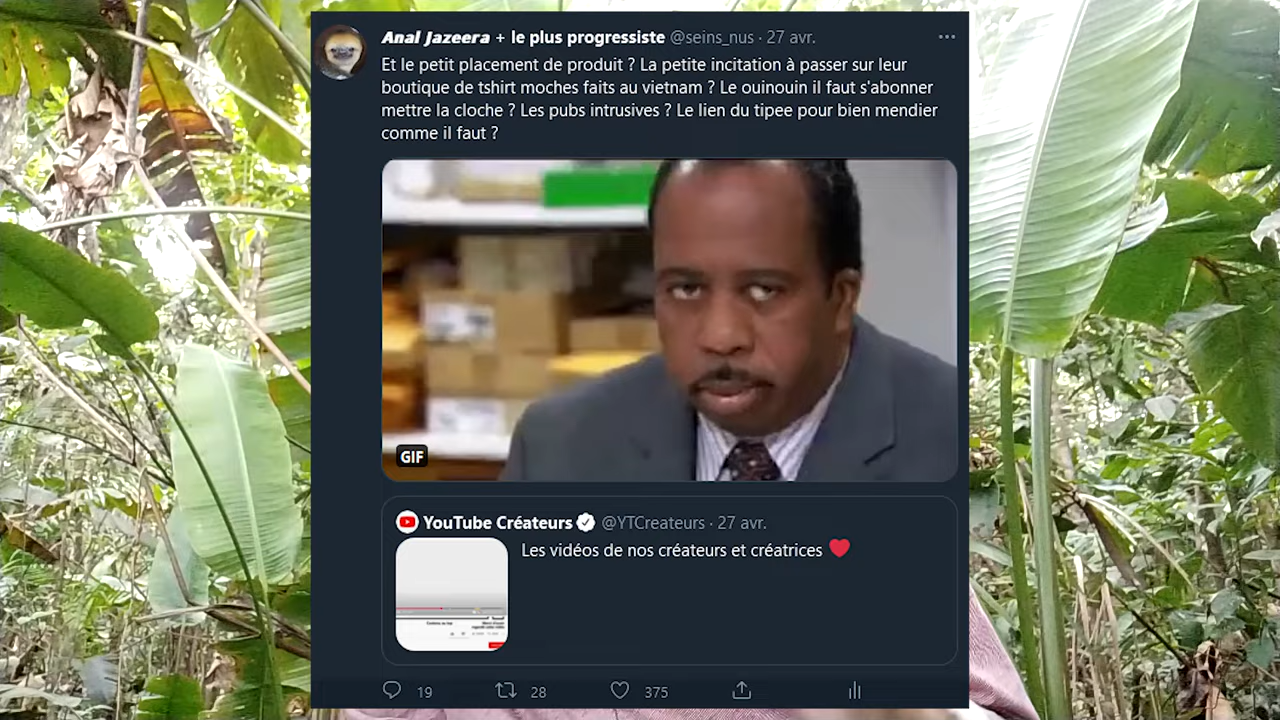 Anal Jazeera + le plus progressiste @seins_nus · 27 avr.
Et le petit placement de produit ? La petite incitation à passer sur leur
boutique de tshirt moches faits au vietnam ? Le ouinouin il faut s'abonner
mettre la cloche ? Les pubs intrusives ? Le lien du tipee pour bien mendier
comme il faut ?
GIF
YouTube Créateurs @YTCreateurs · 27 avr.
Les vidéos de nos créateurs et créatrices
19 28 375